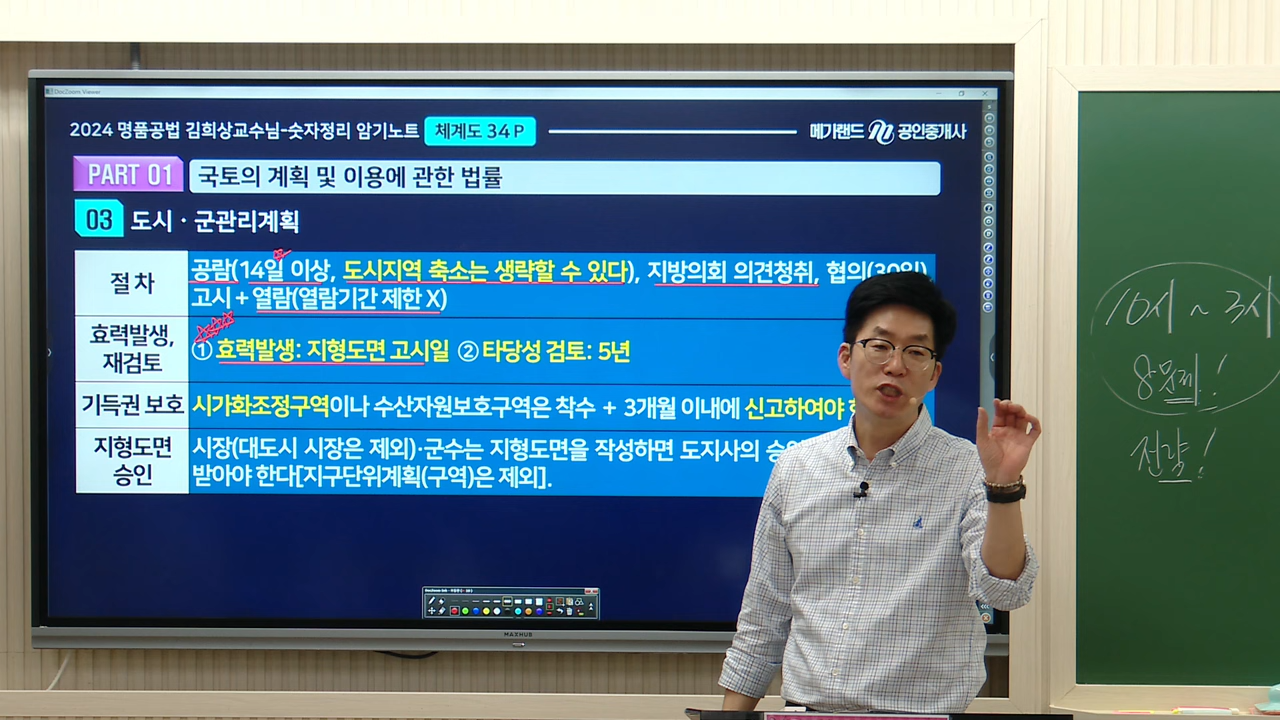 DocZoom Viewer
2024 명품공법 김희상교수님-숫자정리 암기노트 체계도 34P 메가랜드 공인중개사
PART 01 국토의 계획 및 이용에 관한 법률
03 도시·군관리계획
절차 공람(14일 이상, 도시지역 축소는 생략할 수 있다), 지방의회 의견청취, 협의(30일)
고시+열람(열람기간 제한 X)
효력발생, 재검토 ① 효력발생: 지형도면 고시일 ② 타당성 검토: 5년
기득권 보호 시가화조정구역이나 수산자원보호구역은 착수 + 3개월 이내에 신고하여야
지형도면 승인 시장(대도시 시장은 제외)·군수는 지형도면을 작성하면 도지사의
받아야 한다[지구단위계획(구역)은 제외].
MAXHUB
10시 ~ 3시
8문제!
전략!